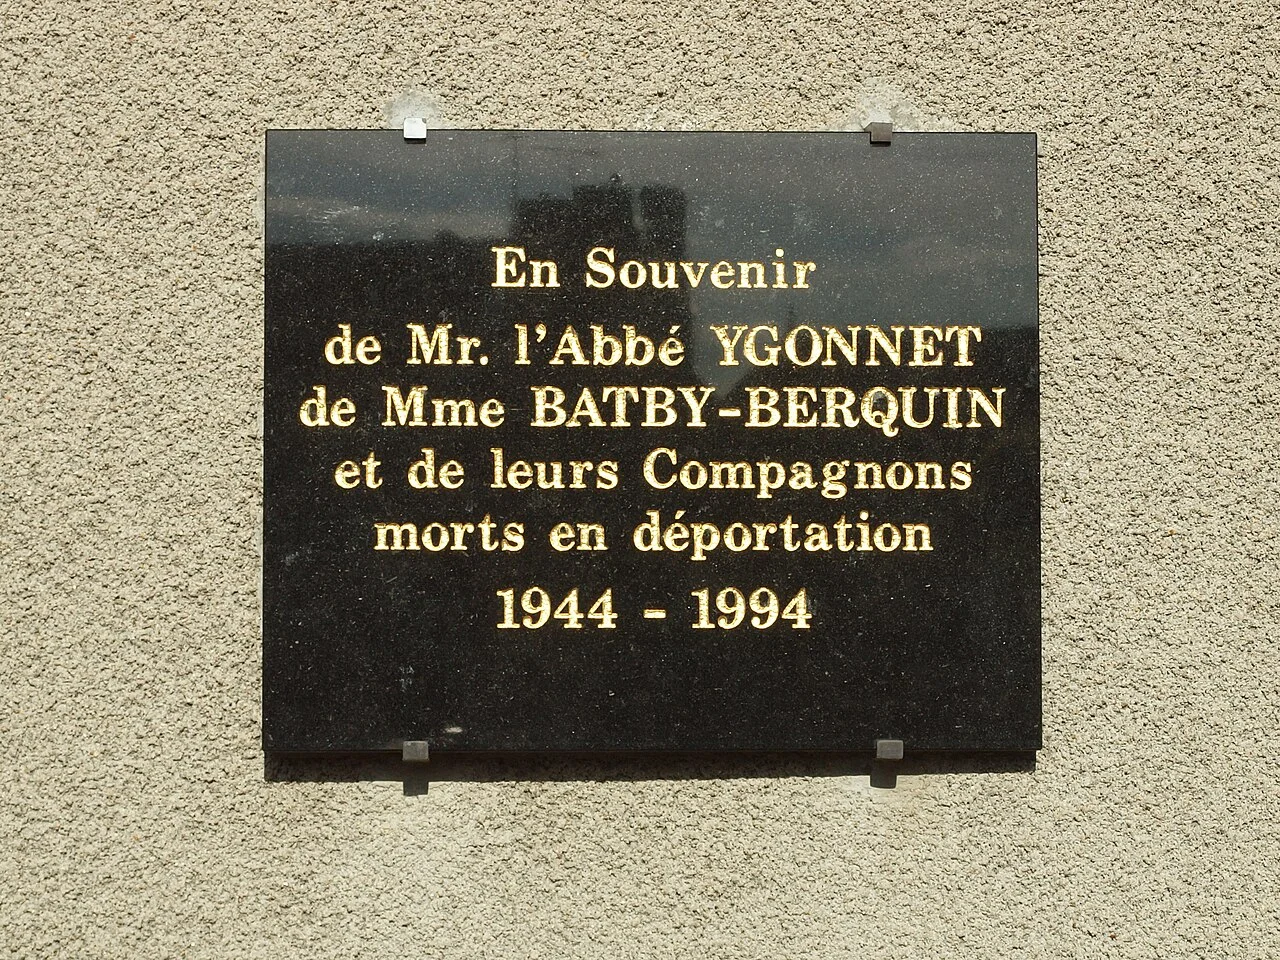 En Souvenir
de Mr. l'Abbé YGONNET
de Mme BATBY-BERQUIN
et de leurs Compagnons
morts en déportation
1944 - 1994